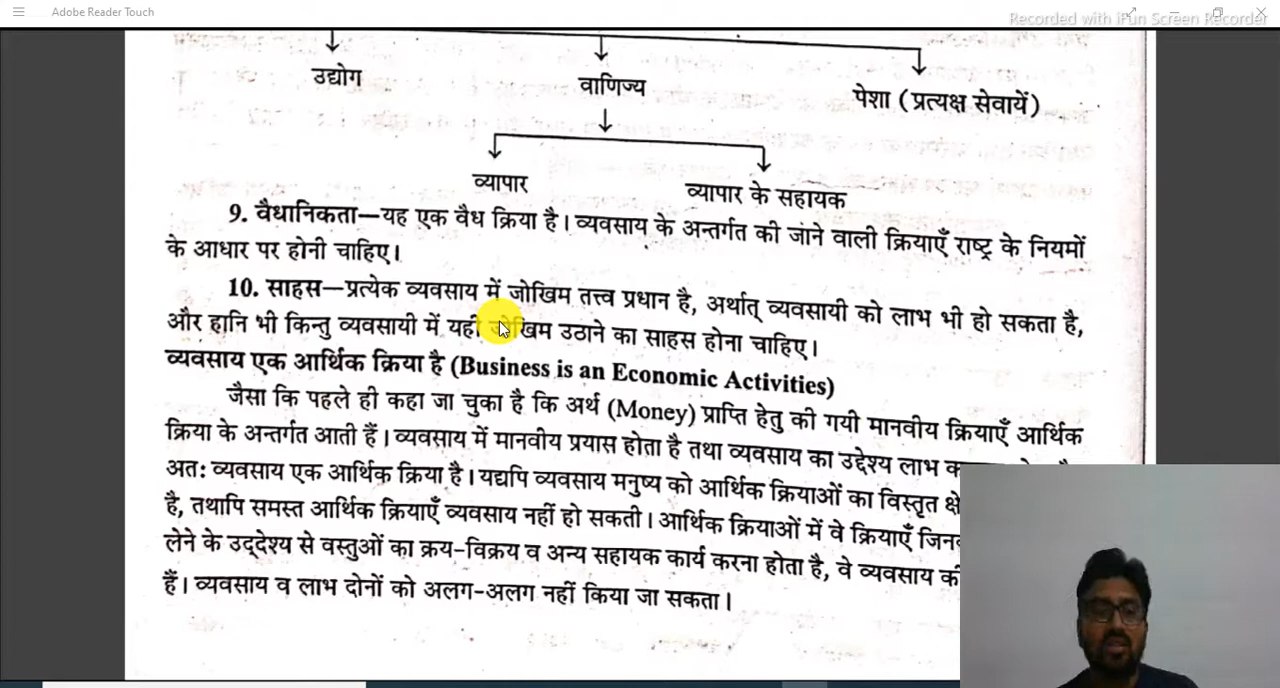 Adobe Reader Touch
Recorded with iFun Screen Recorder
उद्योग
वाणिज्य
पेशा (प्रत्यक्ष सेवायें)
व्यापार
व्यापार के सहायक
9. वैधानिकता—यह एक वैध क्रिया है। व्यवसाय के अन्तर्गत की जाने वाली क्रियाएँ राष्ट्र के नियमों
के आधार पर होनी चाहिए।
10. साहस—प्रत्येक व्यवसाय में जोखिम तत्त्व प्रधान है, अर्थात् व्यवसायी को लाभ भी हो सकता है,
और हानि भी किन्तु व्यवसायी में यही जोखिम उठाने का साहस होना चाहिए।
व्यवसाय एक आर्थिक क्रिया है (Business is an Economic Activities)
जैसा कि पहले ही कहा जा चुका है कि अर्थ (Money) प्राप्ति हेतु की गयी मानवीय क्रियाएँ आर्थिक
क्रिया के अन्तर्गत आती हैं। व्यवसाय में मानवीय प्रयास होता है तथा व्यवसाय का उद्देश्य लाभ
अतः व्यवसाय एक आर्थिक क्रिया है। यद्यपि व्यवसाय मनुष्य को आर्थिक क्रियाओं का विस्तृत
है, तथापि समस्त आर्थिक क्रियाएँ व्यवसाय नहीं हो सकती। आर्थिक क्रियाओं में वे क्रियाएँ
लेने के उद्देश्य से वस्तुओं का क्रय-विक्रय व अन्य सहायक कार्य करना होता है, वे व्यवसाय
हैं। व्यवसाय व लाभ दोनों को अलग-अलग नहीं किया जा सकता।